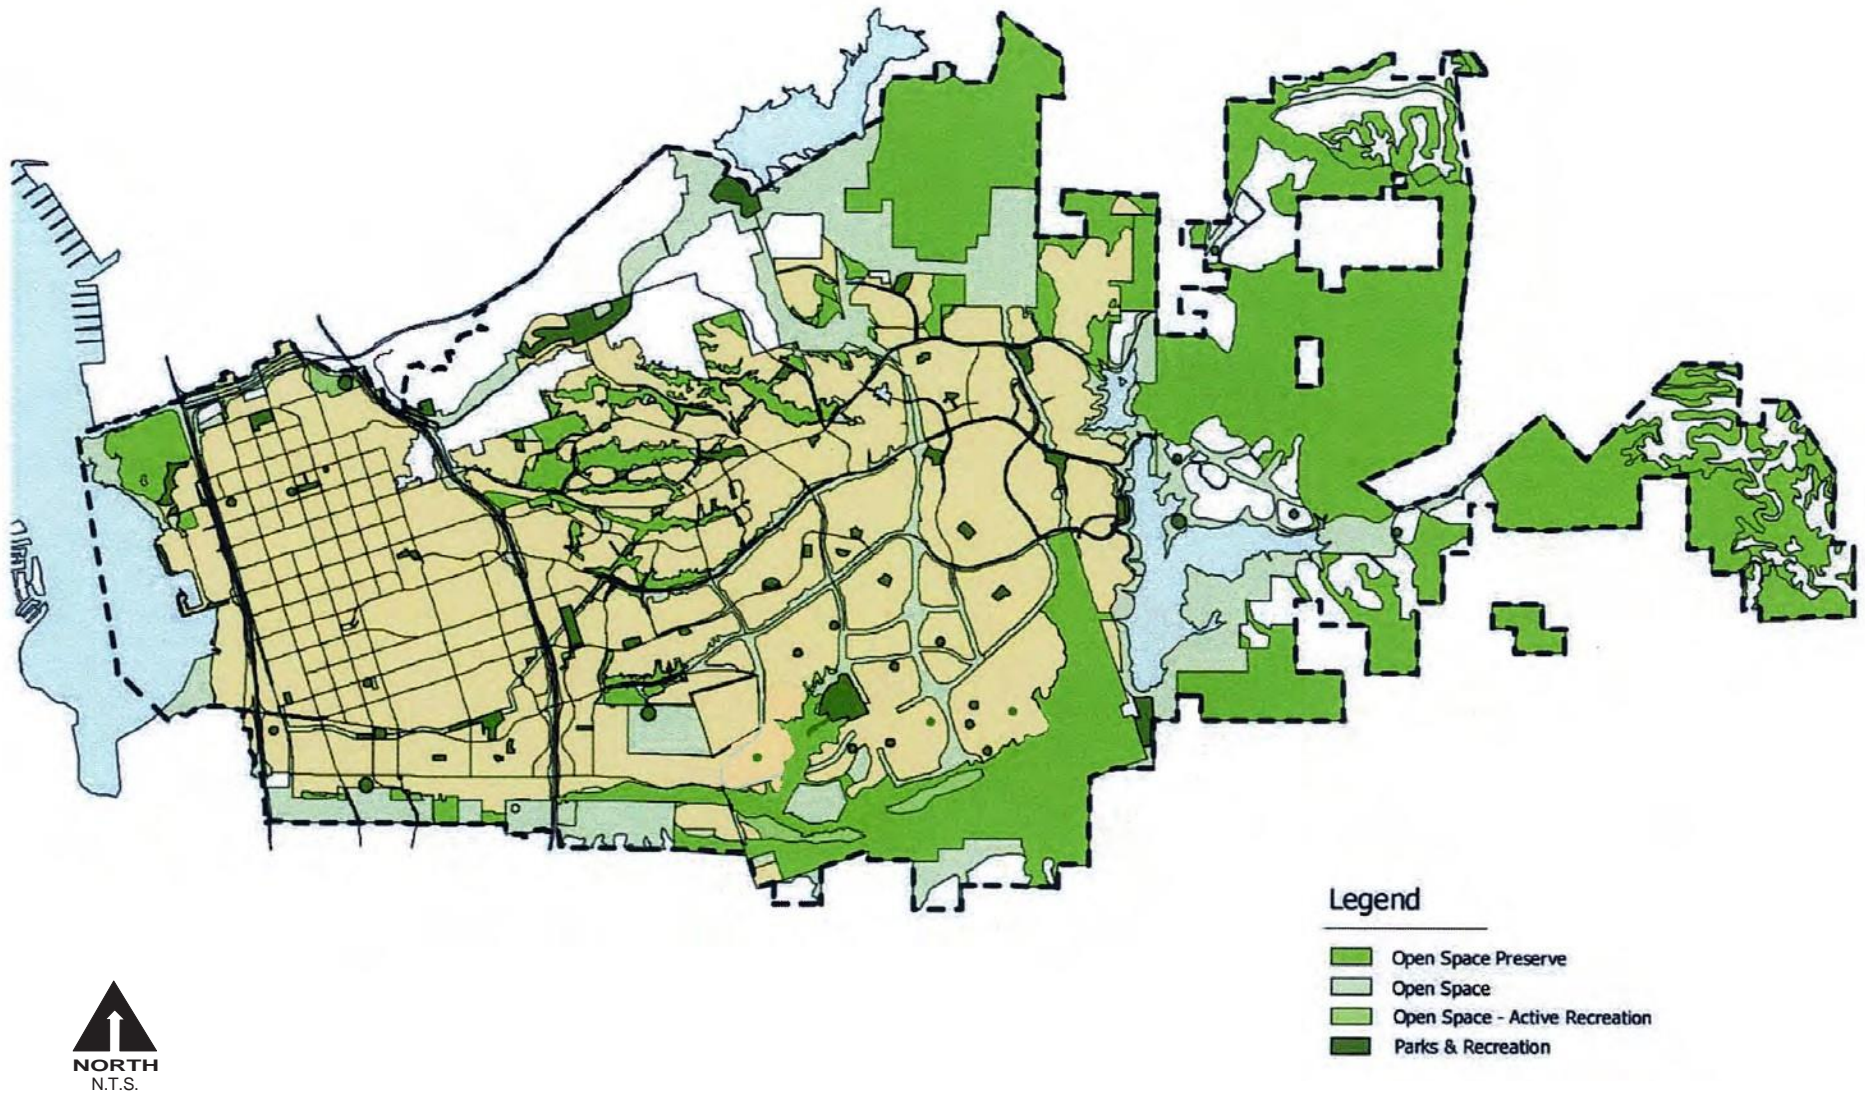 Legend
Open Space Preserve
Open Space
Open Space - Active Recreation
Parks & Recreation
NORTH
N.T.S.